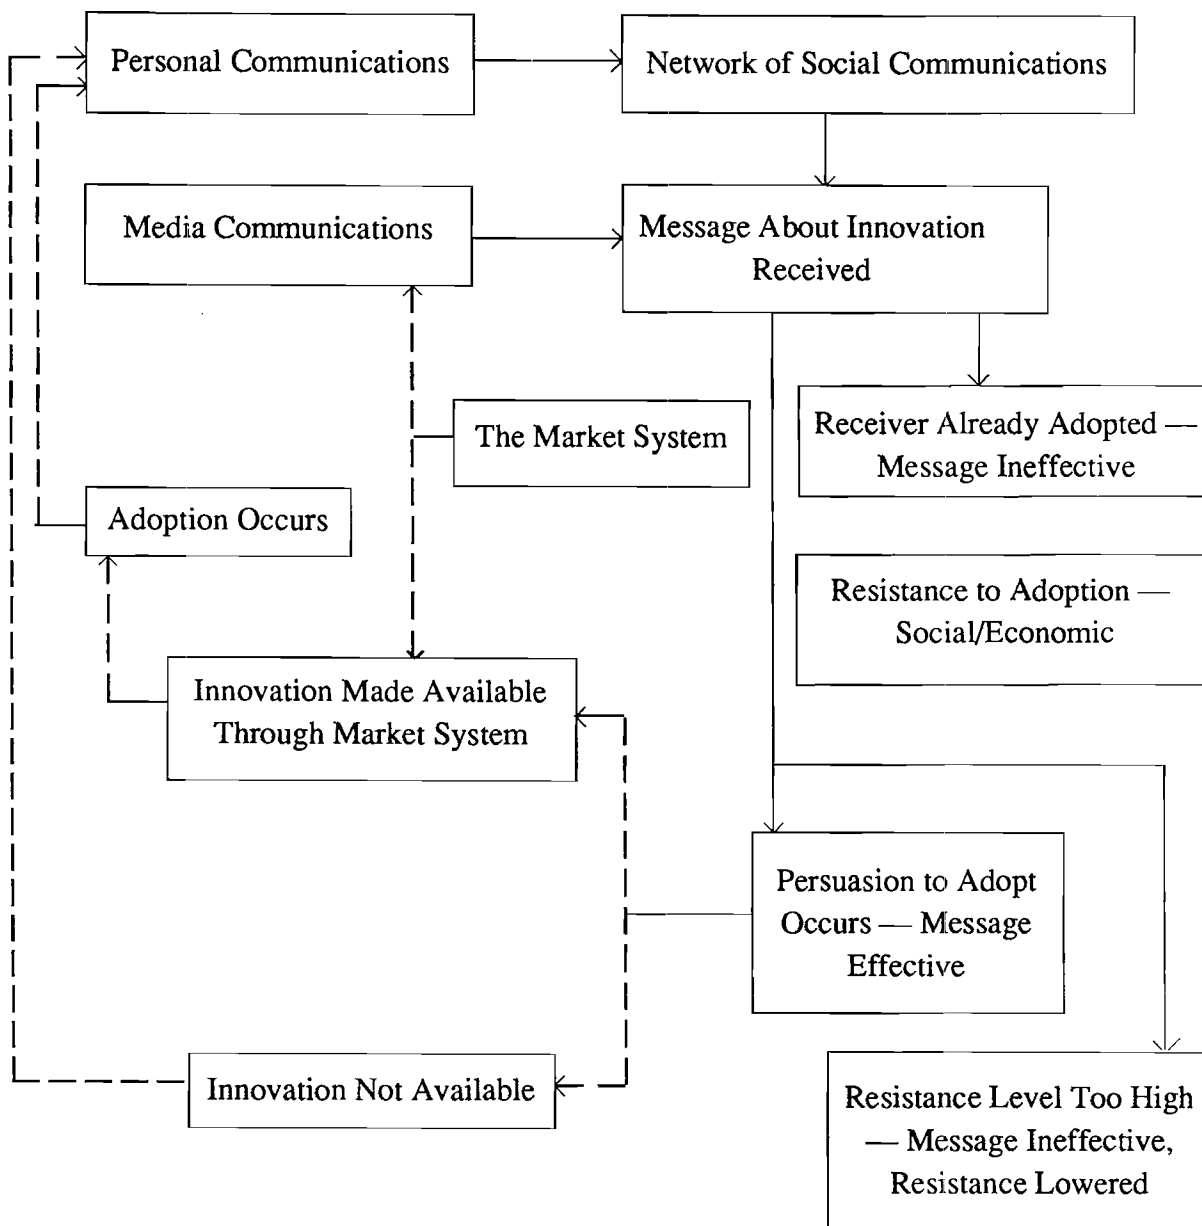 Personal Communications
Network of Social Communications
Media Communications
Message About Innovation
Received
The Market System
Receiver Already Adopted —
Message Ineffective
Adoption Occurs
Resistance to Adoption —
Social/Economic
Innovation Made Available
Through Market System
Persuasion to Adopt
Occurs — Message
Effective
Innovation Not Available
Resistance Level Too High
— Message Ineffective,
Resistance Lowered